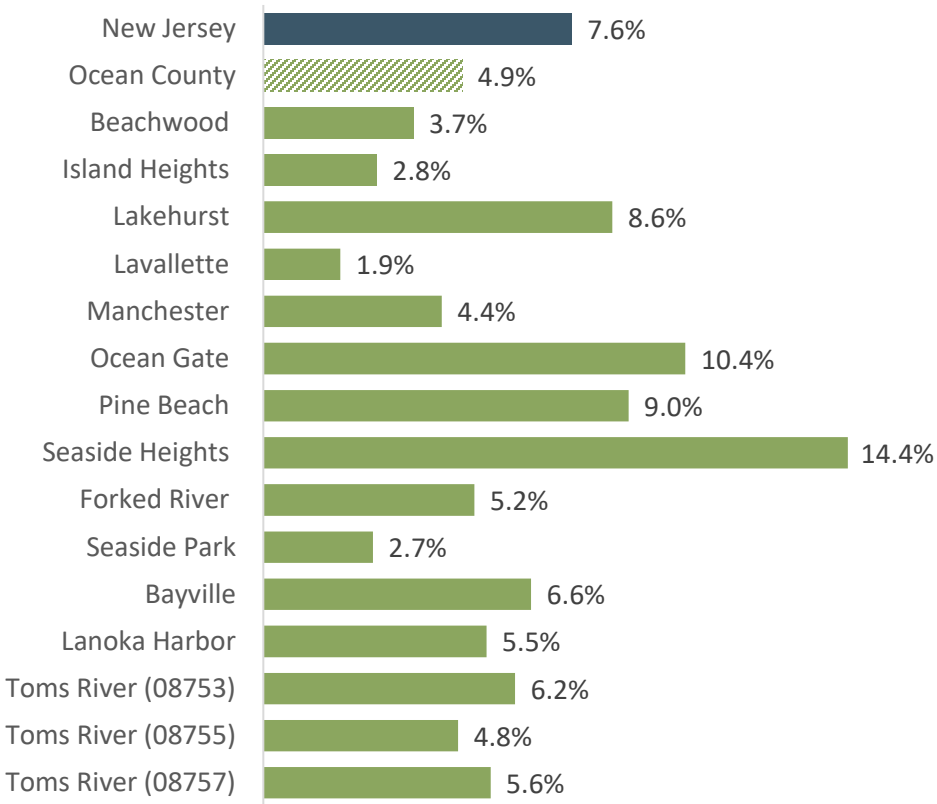 New Jersey 7.6%
Ocean County 4.9%
Beachwood 3.7%
Island Heights 2.8%
Lakehurst 8.6%
Lavallette 1.9%
Manchester 4.4%
Ocean Gate 10.4%
Pine Beach 9.0%
Seaside Heights 14.4%
Forked River 5.2%
Seaside Park 2.7%
Bayville 6.6%
Lanoka Harbor 5.5%
Toms River (08753) 6.2%
Toms River (08755) 4.8%
Toms River (08757) 5.6%